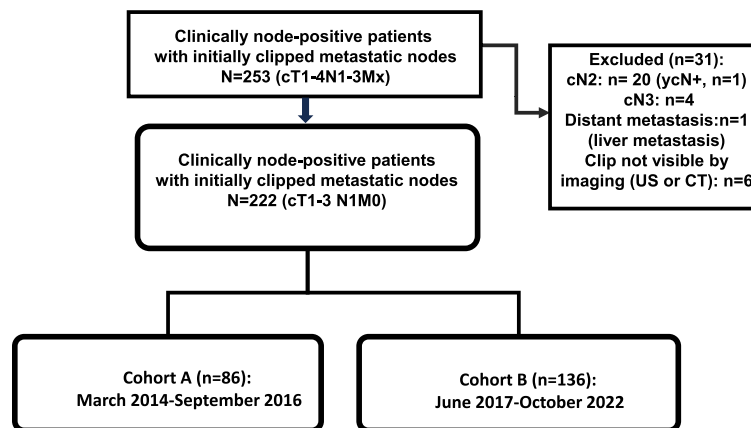 Clinically node-positive patients
with initially clipped metastatic nodes
N=253 (cT1-4N1-3Mx)
Excluded (n=31):
cN2: n= 20 (ycN+, n=1)
cN3: n=4
Distant metastasis:n=1
(liver metastasis)
Clip not visible by
imaging (US or CT): n=6
Clinically node-positive patients
with initially clipped metastatic nodes
N=222 (cT1-3 N1M0)
Cohort A (n=86):
March 2014-September 2016
Cohort B (n=136):
June 2017-October 2022